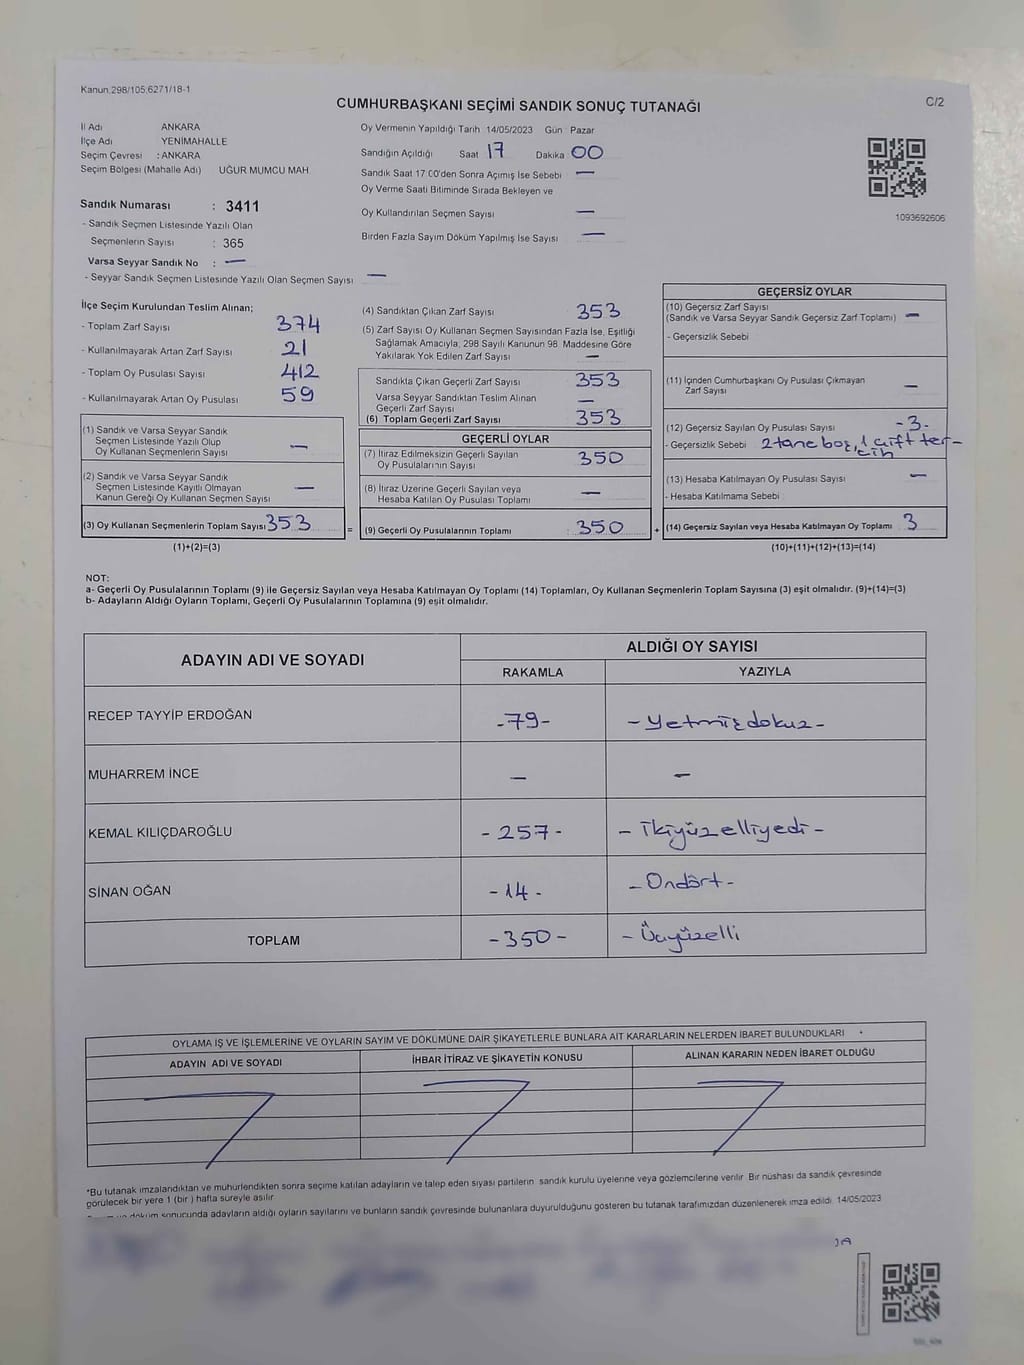 Kanun.298/105;6271/18-1
CUMHURBAŞKANI SEÇİMİ SANDIK SONUÇ TUTANAĞI
C/2
İl Adı ANKARA
İlçe Adı YENİMAHALLE
Seçim Çevresi : ANKARA
Seçim Bölgesi (Mahalle Adı) UĞUR MUMCU MAH.
Sandık Numarası : 3411
- Sandık Seçmen Listesinde Yazılı Olan
Seçmenlerin Sayısı : 365
Varsa Seyyar Sandık No : —
- Seyyar Sandık Seçmen Listesinde Yazılı Olan Seçmen Sayısı —
Oy Vermenin Yapıldığı Tarih 14/05/2023 Gün Pazar
Sandığın Açıldığı Saat 17 Dakika 00
Sandık Saat 17:00'den Sonra Açılmış İse Sebebi —
Oy Verme Saati Bitiminde Sırada Bekleyen ve
Oy Kullandırılan Seçmen Sayısı —
Birden Fazla Sayım Döküm Yapılmış İse Sayısı —
1093692606
İlçe Seçim Kurulundan Teslim Alınan;
- Toplam Zarf Sayısı 374
- Kullanılmayarak Artan Zarf Sayısı 21
- Toplam Oy Pusulası Sayısı 412
- Kullanılmayarak Artan Oy Pusulası 59
(1) Sandık ve Varsa Seyyar Sandık
Seçmen Listesinde Yazılı Olup
Oy Kullanan Seçmenlerin Sayısı —
(2) Sandık ve Varsa Seyyar Sandık
Seçmen Listesinde Kayıtlı Olmayan
Kanun Gereği Oy Kullanan Seçmen Sayısı —
(3) Oy Kullanan Seçmenlerin Toplam Sayısı 353
(1)+(2)=(3)
(4) Sandıktan Çıkan Zarf Sayısı 353
(5) Zarf Sayısı Oy Kullanan Seçmen Sayısından Fazla İse, Eşitliği
Sağlamak Amacıyla, 298 Sayılı Kanunun 98. Maddesine Göre
Yakılarak Yok Edilen Zarf Sayısı —
Sandıkta Çıkan Geçerli Zarf Sayısı 353
Varsa Seyyar Sandıktan Teslim Alınan
Geçerli Zarf Sayısı —
(6) Toplam Geçerli Zarf Sayısı 353
GEÇERLİ OYLAR
(7) İtiraz Edilmeksizin Geçerli Sayılan
Oy Pusulalarının Sayısı 350
(8) İtiraz Üzerine Geçerli Sayılan veya
Hesaba Katılan Oy Pusulası Toplamı —
= (9) Geçerli Oy Pusulalarının Toplamı : 350 +
GEÇERSİZ OYLAR
(10) Geçersiz Zarf Sayısı
(Sandık ve Varsa Seyyar Sandık Geçersiz Zarf Toplamı) —
- Geçersizlik Sebebi
(11) İçinden Cumhurbaşkanı Oy Pusulası Çıkmayan
Zarf Sayısı —
(12) Geçersiz Sayılan Oy Pusulası Sayısı -3-
- Geçersizlik Sebebi 2 tane boş, 1 çift ter-
cih
(13) Hesaba Katılmayan Oy Pusulası Sayısı —
- Hesaba Katılmama Sebebi
(14) Geçersiz Sayılan veya Hesaba Katılmayan Oy Toplamı 3
(10)+(11)+(12)+(13)=(14)
NOT:
a- Geçerli Oy Pusulalarının Toplamı (9) ile Geçersiz Sayılan veya Hesaba Katılmayan Oy Toplamı (14) Toplamları, Oy Kullanan Seçmenlerin Toplam Sayısına (3) eşit olmalıdır. (9)+(14)=(3)
b- Adayların Aldığı Oyların Toplamı, Geçerli Oy Pusulalarının Toplamına (9) eşit olmalıdır.
ADAYIN ADI VE SOYADI
ALDIĞI OY SAYISI
RAKAMLA YAZIYLA
RECEP TAYYİP ERDOĞAN -79- -Yetmişdokuz-
MUHARREM İNCE — —
KEMAL KILIÇDAROĞLU -257- -İkiyüzelliyedi-
SİNAN OĞAN -14- -Ondört-
TOPLAM -350- -Üçyüzelli
OYLAMA İŞ VE İŞLEMLERİNE VE OYLARIN SAYIM VE DÖKÜMÜNE DAİR ŞİKAYETLERLE BUNLARA AİT KARARLARIN NELERDEN İBARET BULUNDUKLARI *
ADAYIN ADI VE SOYADI İHBAR İTİRAZ VE ŞİKAYETİN KONUSU ALINAN KARARIN NEDEN İBARET OLDUĞU
*Bu tutanak imzalandıktan ve mühürlendikten sonra seçime katılan adayların ve talep eden siyasi partilerin sandık kurulu üyelerine veya gözlemcilerine verilir. Bir nüshası da sandık çevresinde
görülecek bir yere 1 (bir) hafta süreyle asılır.
döküm sonucunda adayların aldığı oyların sayılarını ve bunların sandık çevresinde bulunanlara duyurulduğunu gösteren bu tutanak tarafımızdan düzenlenerek imza edildi. 14/05/2023